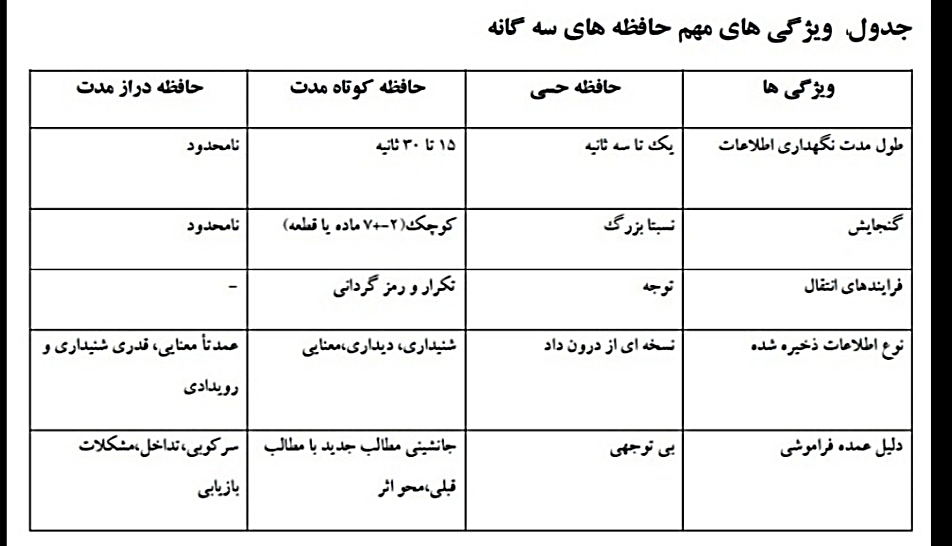 جدول. ویژگی های مهم حافظه های سه گانه
ویژگی ها	حافظه حسی	حافظه کوتاه مدت	حافظه دراز مدت
طول مدت نگهداری اطلاعات	یک تا سه ثانیه	۱۵ تا ۳۰ ثانیه	نامحدود
گنجایش	نسبتا بزرگ	کوچک(۲-+۷ ماده یا قطعه)	نامحدود
فرایندهای انتقال	توجه	تکرار و رمز گردانی	-
نوع اطلاعات ذخیره شده	نسخه ای از درون داد	شنیداری، دیداری،معنایی	عمدتاً معنایی، قدری شنیداری و
رویدادی
دلیل عمده فراموشی	بی توجهی	جانشینی مطالب جدید با مطالب	سرکوبی،تداخل،مشکلات
قبلی،محو اثر	بازیابی